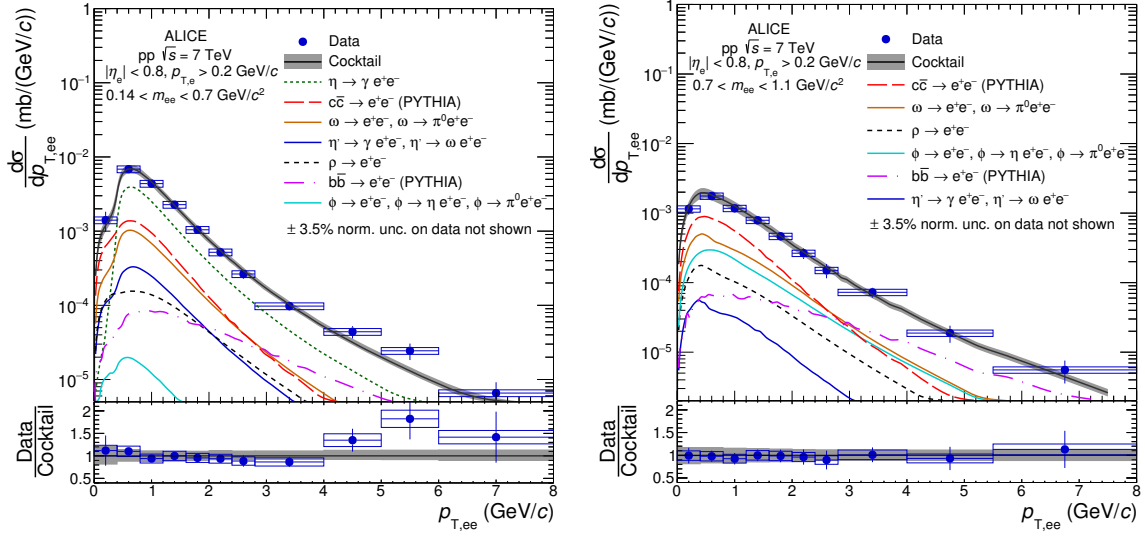 ALICE
pp √s = 7 TeV
|ηₑ| < 0.8, p_T,e > 0.2 GeV/c
0.14 < m_ee < 0.7 GeV/c²
Data
Cocktail
η → γ e⁺e⁻
cc̅ → e⁺e⁻ (PYTHIA)
ω → e⁺e⁻, ω → π⁰e⁺e⁻
η' → γ e⁺e⁻, η' → ω e⁺e⁻
ρ → e⁺e⁻
bb̅ → e⁺e⁻ (PYTHIA)
ϕ → e⁺e⁻, ϕ → η e⁺e⁻, ϕ → π⁰e⁺e⁻
± 3.5% norm. unc. on data not shown
dσ/dp_T,ee (mb/(GeV/c))
1
10⁻¹
10⁻²
10⁻³
10⁻⁴
10⁻⁵
Data/Cocktail
2
1.5
1.0
0.5
0 1 2 3 4 5 6 7 8
p_T,ee (GeV/c)
ALICE
pp √s = 7 TeV
|ηₑ| < 0.8, p_T,e > 0.2 GeV/c
0.7 < m_ee < 1.1 GeV/c²
Data
Cocktail
cc̅ → e⁺e⁻ (PYTHIA)
ω → e⁺e⁻, ω → π⁰e⁺e⁻
ρ → e⁺e⁻
ϕ → e⁺e⁻, ϕ → η e⁺e⁻, ϕ → π⁰e⁺e⁻
bb̅ → e⁺e⁻ (PYTHIA)
η' → γ e⁺e⁻, η' → ω e⁺e⁻
± 3.5% norm. unc. on data not shown
dσ/dp_T,ee (mb/(GeV/c))
1
10⁻¹
10⁻²
10⁻³
10⁻⁴
10⁻⁵
Data/Cocktail
2
1.5
1.0
0.5
0 1 2 3 4 5 6 7 8
p_T,ee (GeV/c)